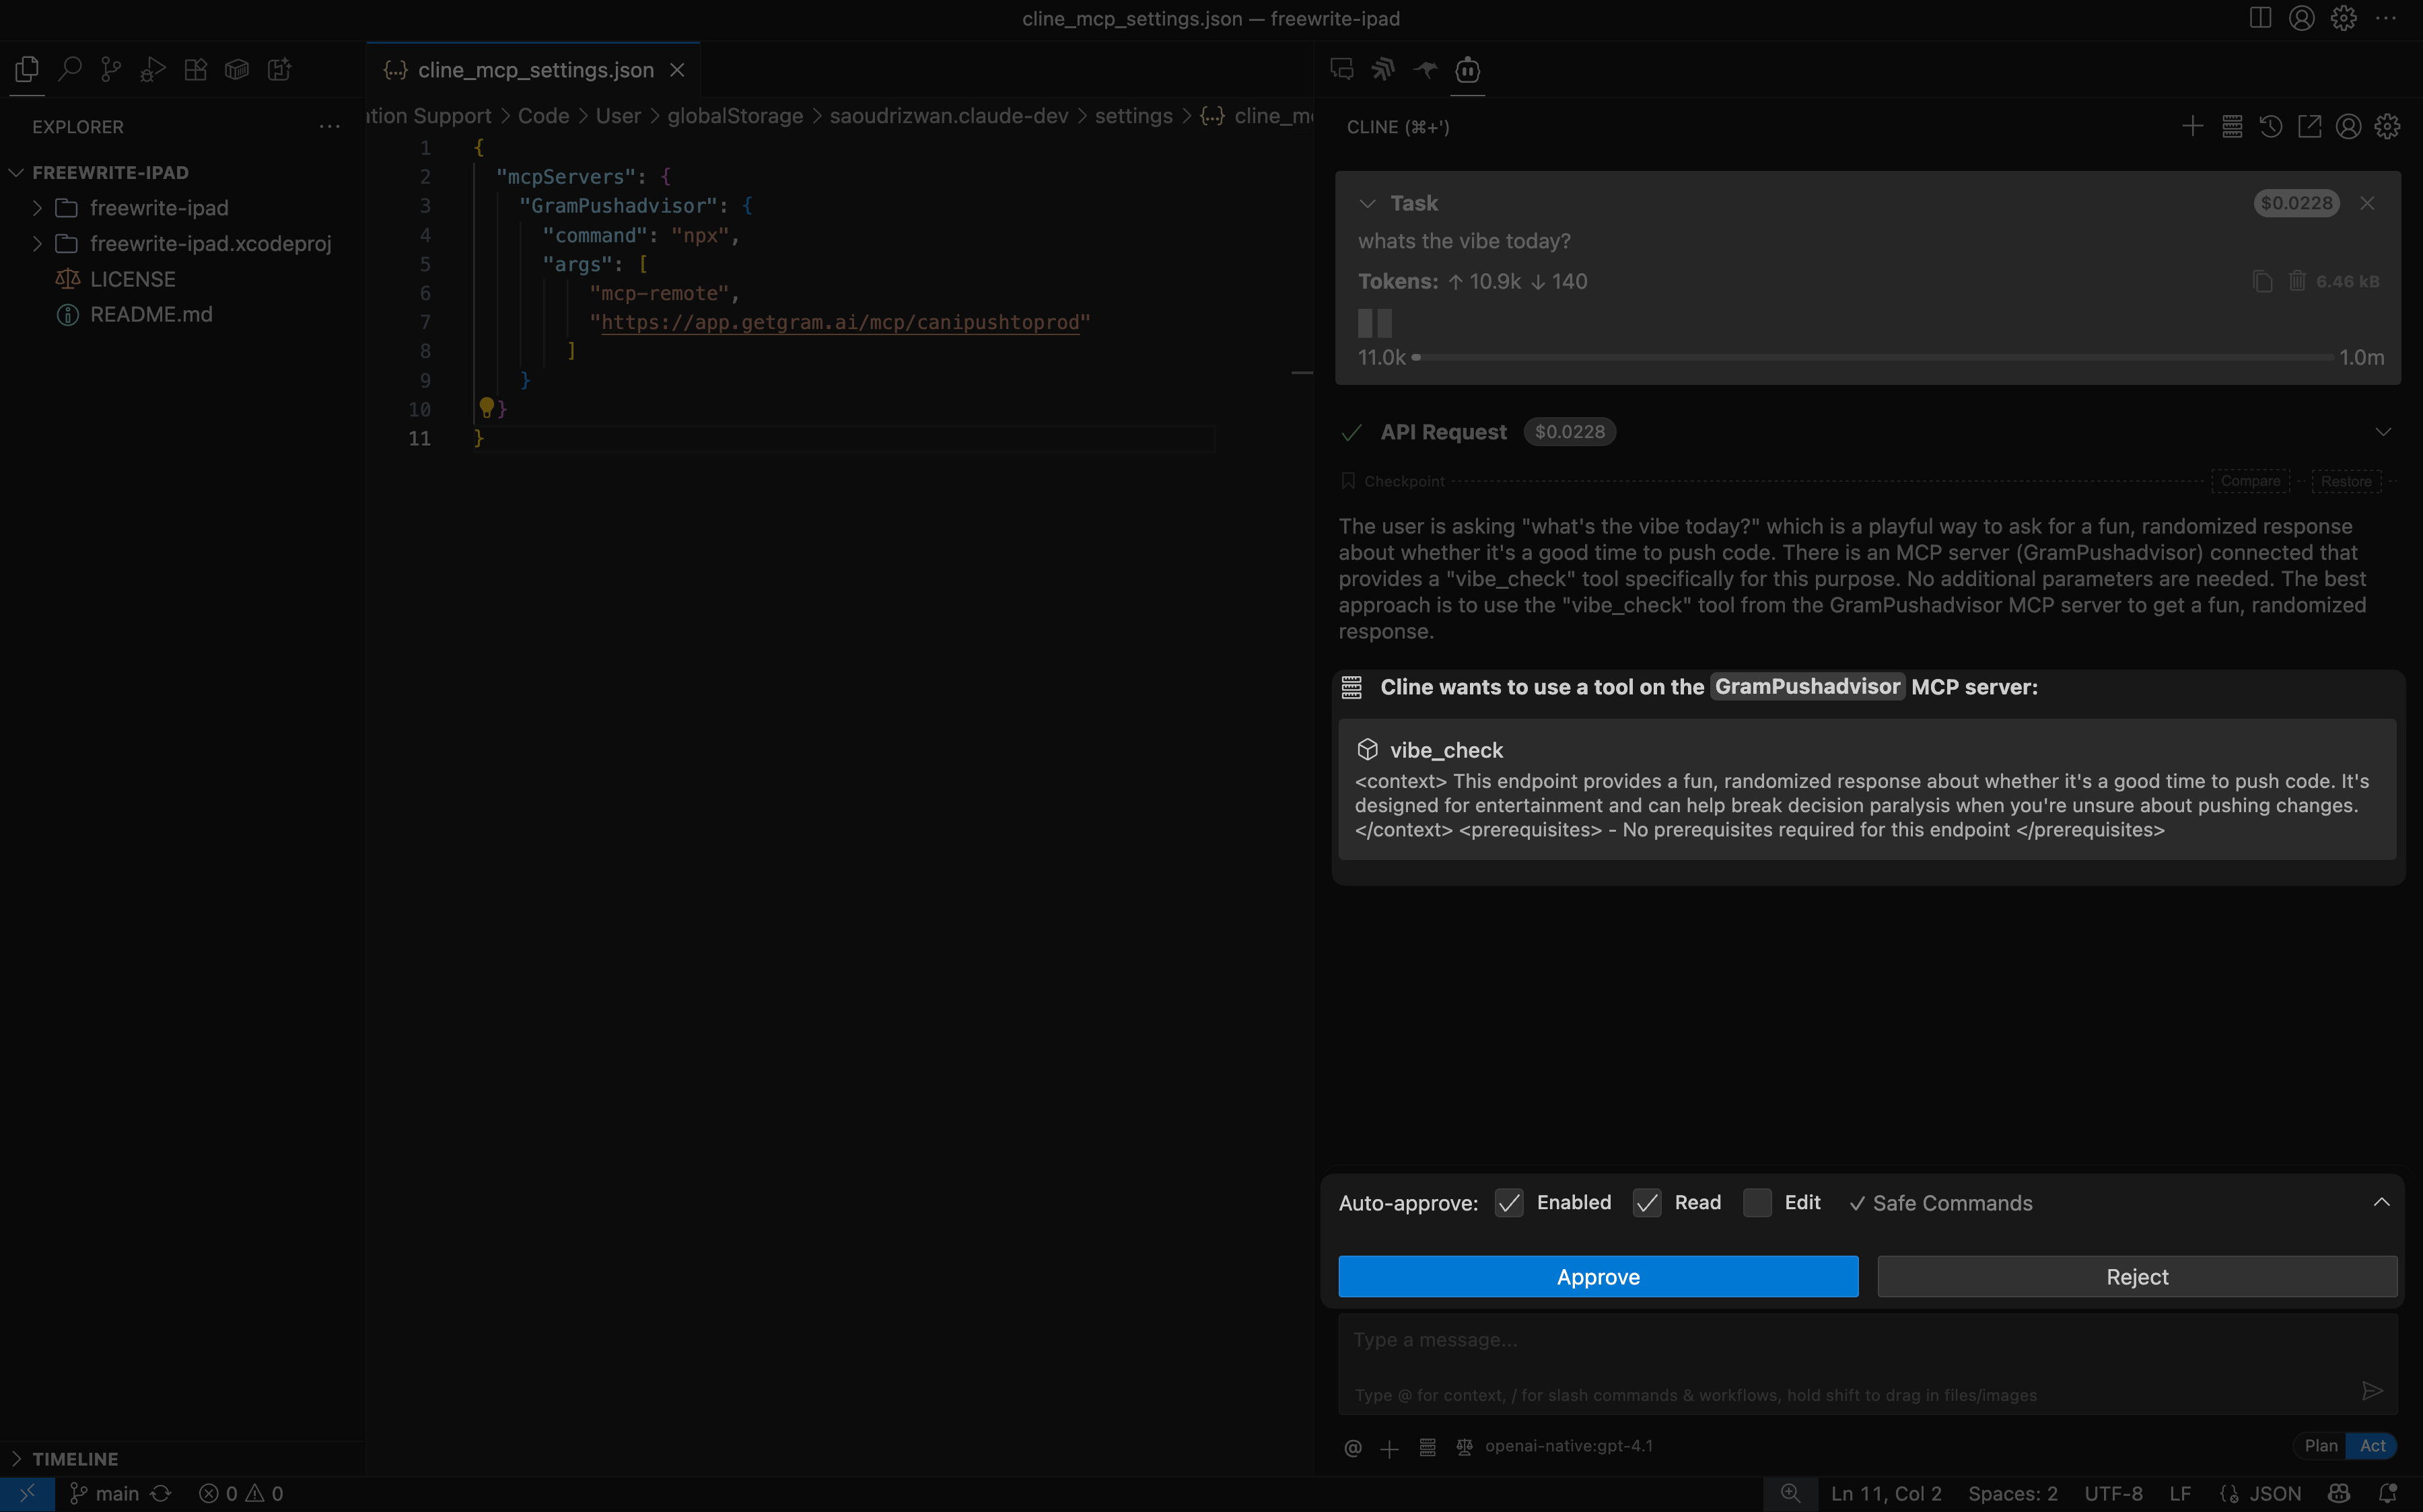 cline_mcp_settings.json — freewrite-ipad
EXPLORER
FREEWRITE-IPAD
freewrite-ipad
freewrite-ipad.xcodeproj
LICENSE
README.md
TIMELINE
{...} cline_mcp_settings.json
ation Support > Code > User > globalStorage > saoudrizwan.claude-dev > settings > {...} cline_m
1 {
2 "mcpServers": {
3 "GramPushadvisor": {
4 "command": "npx",
5 "args": [
6 "mcp-remote",
7 "https://app.getgram.ai/mcp/canipushtoprod"
8 ]
9 }
10 }
11 }
CLINE (⌘+')
Task $0.0228
whats the vibe today?
Tokens: ↑ 10.9k ↓ 140 6.46 kB
11.0k 1.0m
API Request $0.0228
Checkpoint Compare Restore
The user is asking "what's the vibe today?" which is a playful way to ask for a fun, randomized response
about whether it's a good time to push code. There is an MCP server (GramPushadvisor) connected that
provides a "vibe_check" tool specifically for this purpose. No additional parameters are needed. The best
approach is to use the "vibe_check" tool from the GramPushadvisor MCP server to get a fun, randomized
response.
Cline wants to use a tool on the GramPushadvisor MCP server:
vibe_check
<context> This endpoint provides a fun, randomized response about whether it's a good time to push code. It's
designed for entertainment and can help break decision paralysis when you're unsure about pushing changes.
</context> <prerequisites> - No prerequisites required for this endpoint </prerequisites>
Auto-approve: Enabled Read Edit ✓ Safe Commands
Approve Reject
Type a message...
Type @ for context, / for slash commands & workflows, hold shift to drag in files/images
@ + openai-native:gpt-4.1 Plan Act
main 0 0 Ln 11, Col 2 Spaces: 2 UTF-8 LF {} JSON